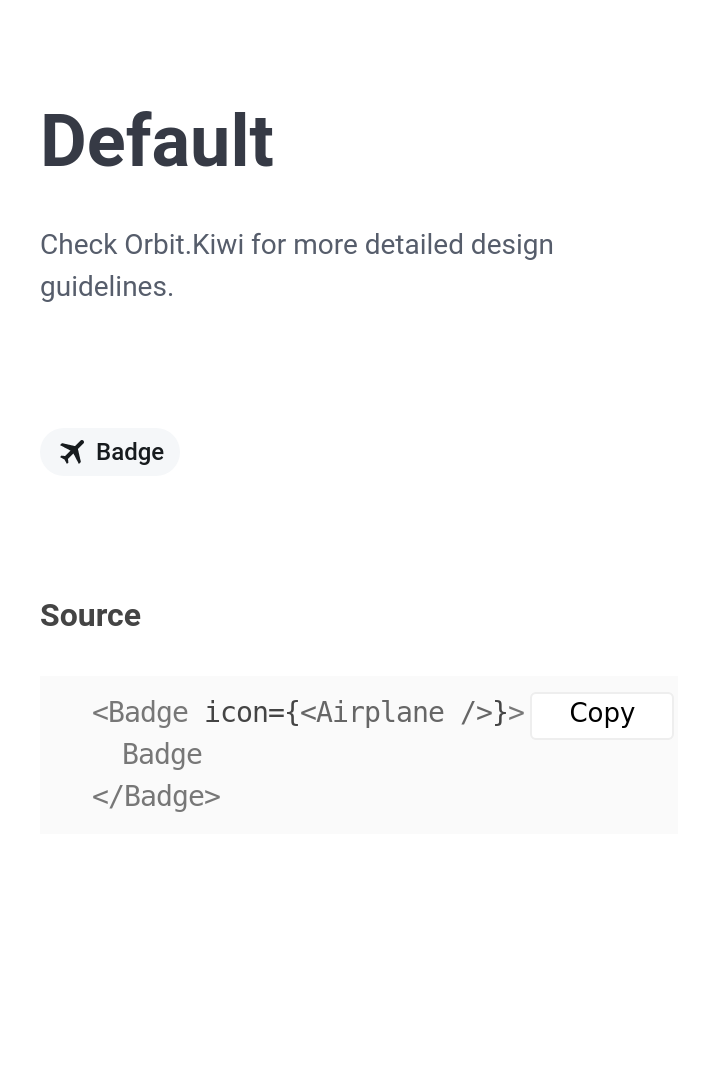 Default
Check Orbit.Kiwi for more detailed design
guidelines.
Badge
Source
<Badge icon={<Airplane />}>
Copy
  Badge
</Badge>